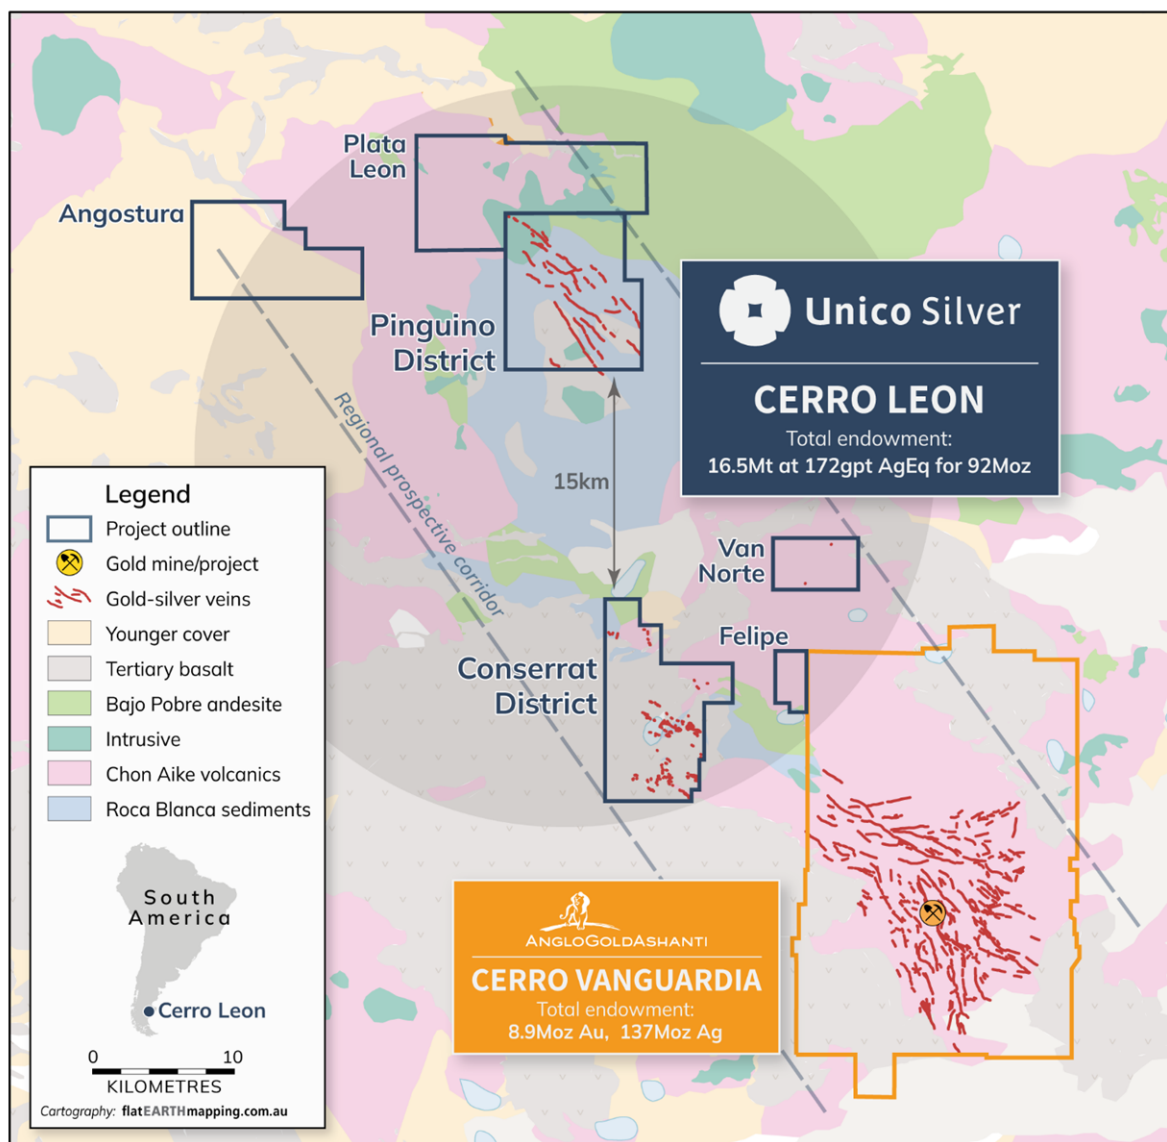 Plata
Leon
Angostura
Pinguino
District
Unico Silver
CERRO LEON
Total endowment:
16.5Mt at 172gpt AgEq for 92Moz
Regional prospective corridor
15km
Van
Norte
Felipe
Conserrat
District
Legend
Project outline
Gold mine/project
Gold-silver veins
Younger cover
Tertiary basalt
Bajo Pobre andesite
Intrusive
Chon Aike volcanics
Roca Blanca sediments
South
America
Cerro Leon
0 10
KILOMETRES
Cartography: flatEARTHmapping.com.au
ANGLOGOLDASHANTI
CERRO VANGUARDIA
Total endowment:
8.9Moz Au, 137Moz Ag